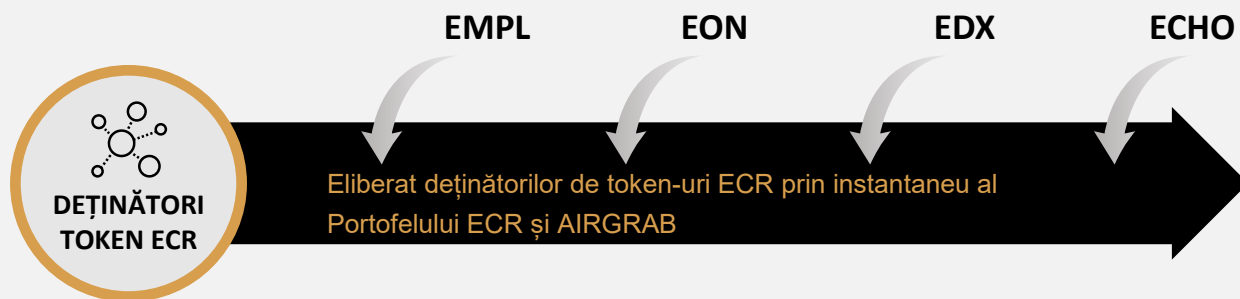 EMPL EON EDX ECHO
DEȚINĂTORI
TOKEN ECR
Eliberat deținătorilor de token-uri ECR prin instantaneu al
Portofelului ECR și AIRGRAB